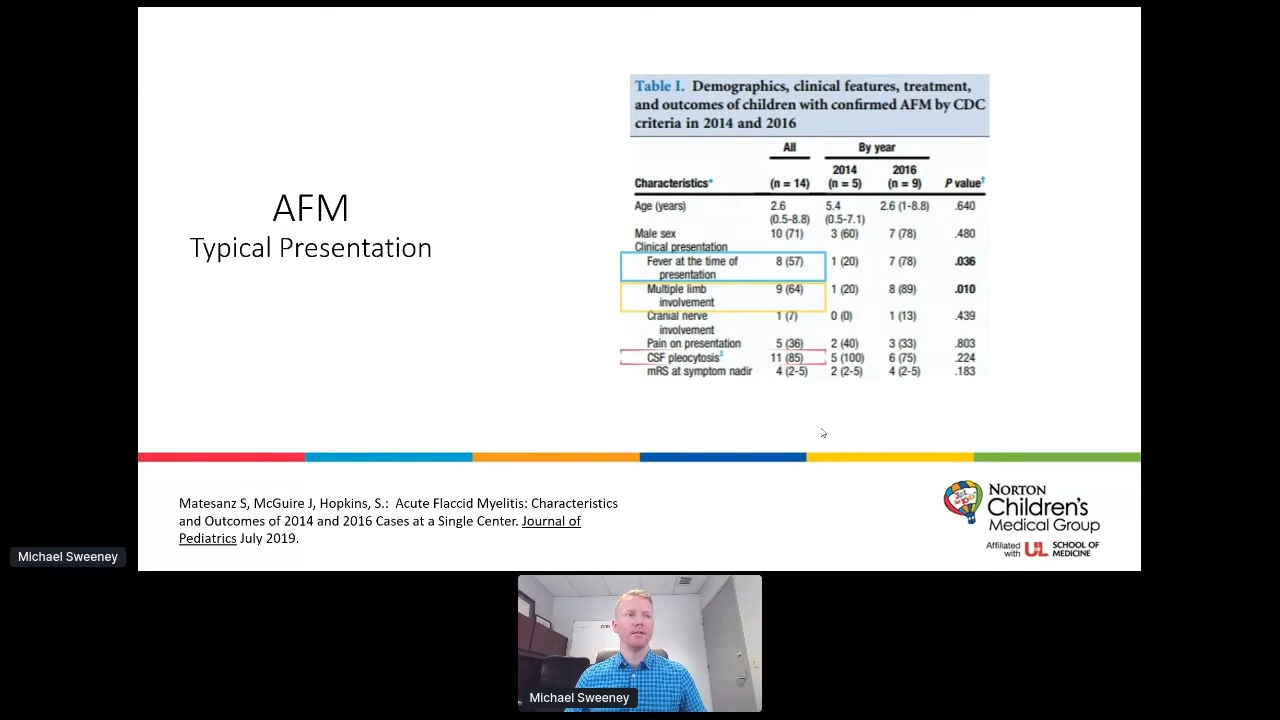 AFM
Typical Presentation
Table I. Demographics, clinical features, treatment,
and outcomes of children with confirmed AFM by CDC
criteria in 2014 and 2016
All By year
2014 2016
Characteristics* (n = 14) (n = 5) (n = 9) P value†
Age (years) 2.6 5.4 2.6 (1-8.8) .640
(0.5-8.8) (0.5-7.1)
Male sex 10 (71) 3 (60) 7 (78) .480
Clinical presentation
Fever at the time of 8 (57) 1 (20) 7 (78) .036
presentation
Multiple limb 9 (64) 1 (20) 8 (89) .010
involvement
Cranial nerve 1 (7) 0 (0) 1 (13) .439
involvement
Pain on presentation 5 (36) 2 (40) 3 (33) .803
CSF pleocytosis‡ 11 (85) 5 (100) 6 (75) .224
mRS at symptom nadir 4 (2-5) 2 (2-5) 4 (2-5) .183
Matesanz S, McGuire J, Hopkins, S.: Acute Flaccid Myelitis: Characteristics
and Outcomes of 2014 and 2016 Cases at a Single Center. Journal of
Pediatrics July 2019.
Just for Kids
NORTON
Children's
Medical Group
Affiliated with UL SCHOOL OF MEDICINE
Michael Sweeney
Michael Sweeney